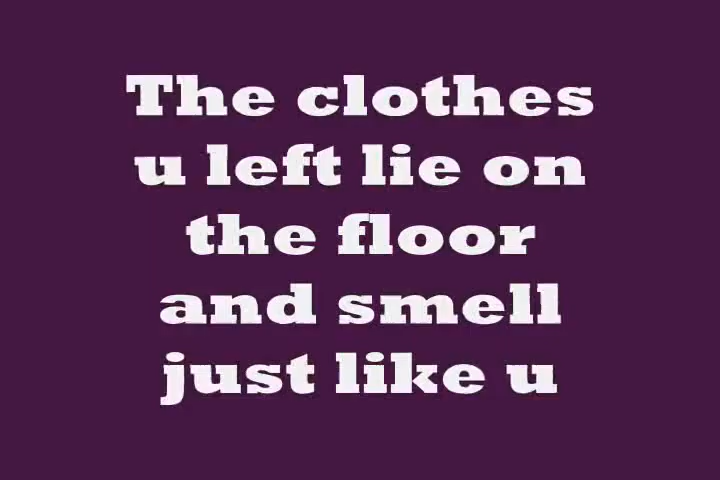 The clothes
u left lie on
the floor
and smell
just like u